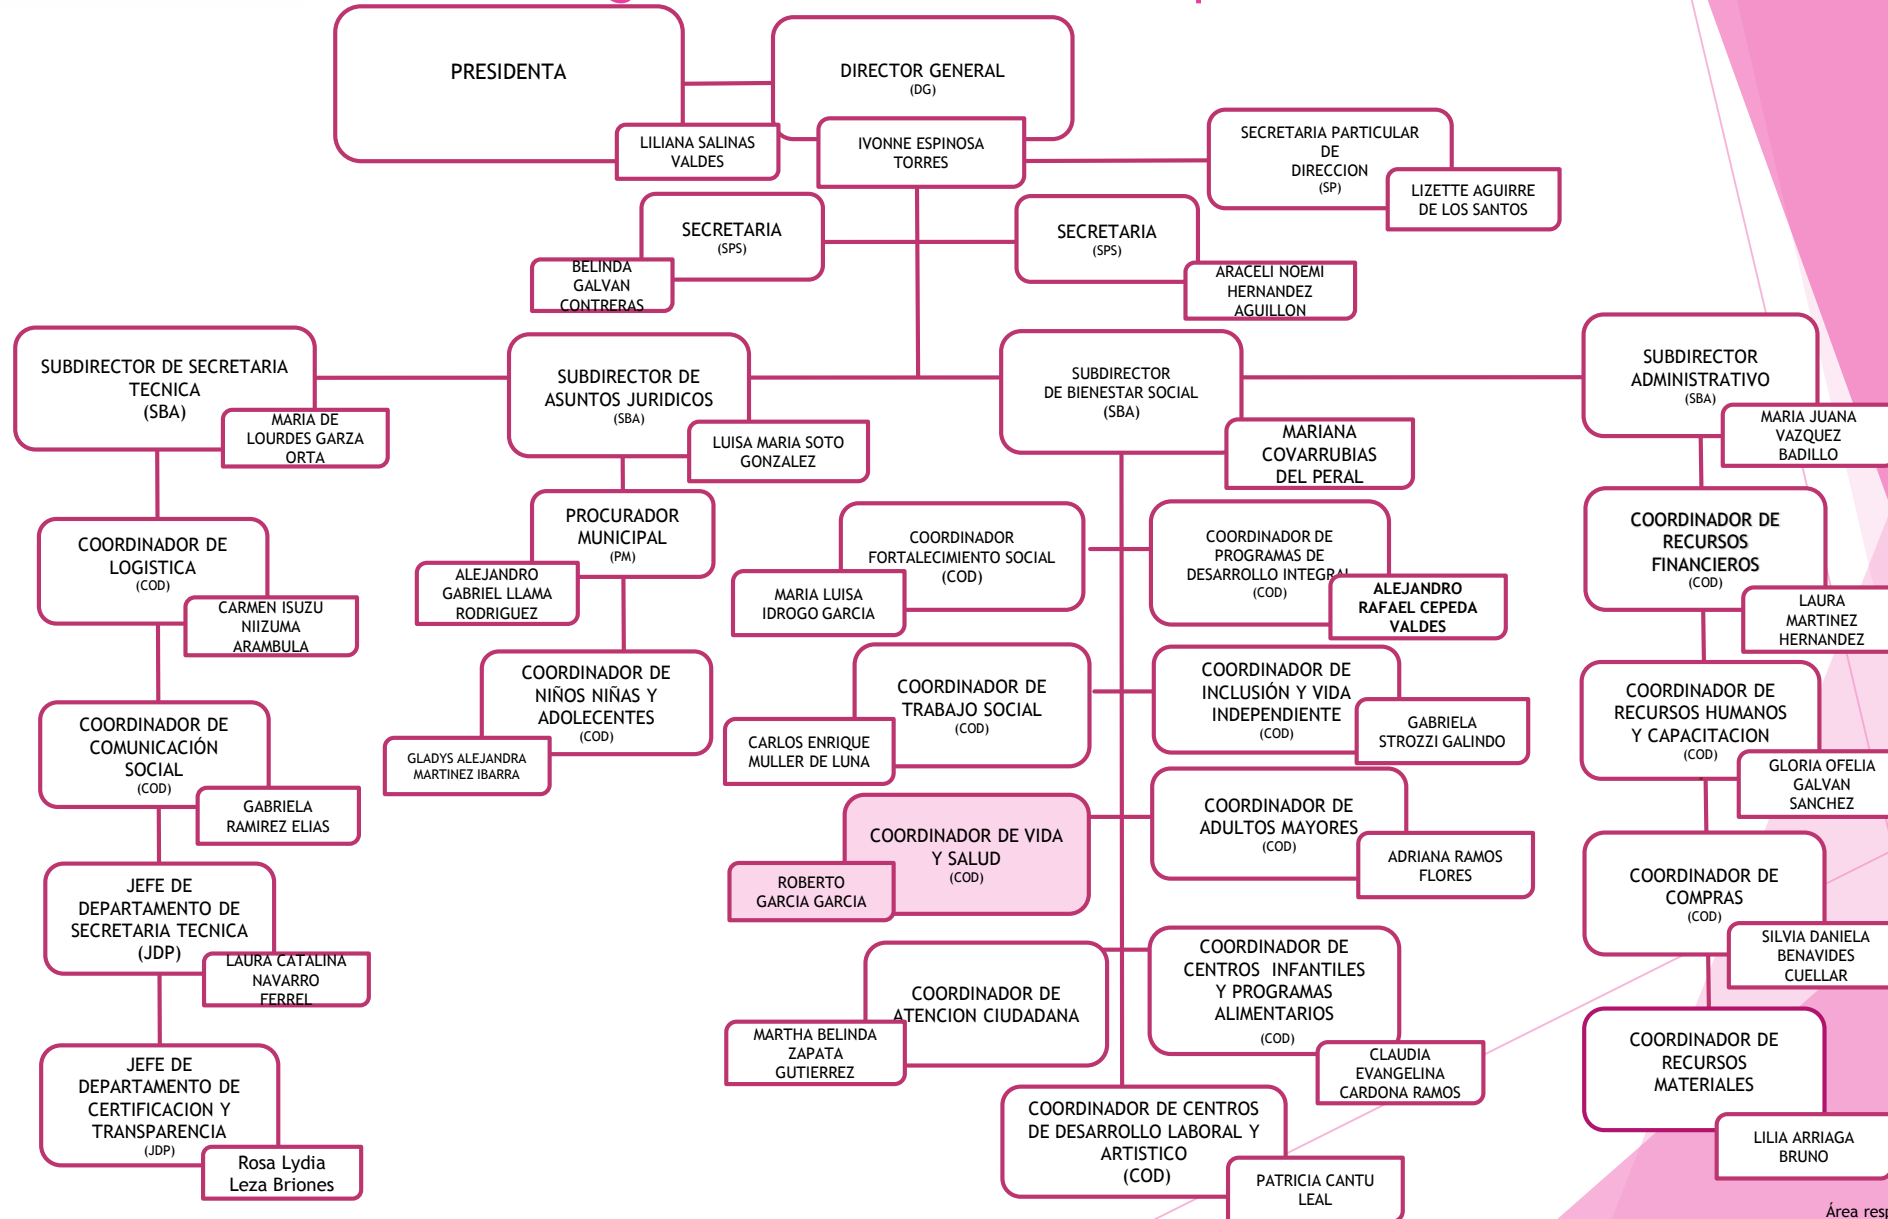 PRESIDENTA
LILIANA SALINAS
VALDES
DIRECTOR GENERAL
(DG)
IVONNE ESPINOSA
TORRES
SECRETARIA PARTICULAR
DE
DIRECCION
(SP)
LIZETTE AGUIRRE
DE LOS SANTOS
SECRETARIA
(SPS)
BELINDA
GALVAN
CONTRERAS
SECRETARIA
(SPS)
ARACELI NOEMI
HERNANDEZ
AGUILLON
SUBDIRECTOR DE SECRETARIA
TECNICA
(SBA)
MARIA DE
LOURDES GARZA
ORTA
SUBDIRECTOR DE
ASUNTOS JURIDICOS
(SBA)
LUISA MARIA SOTO
GONZALEZ
SUBDIRECTOR
DE BIENESTAR SOCIAL
(SBA)
MARIANA
COVARRUBIAS
DEL PERAL
SUBDIRECTOR
ADMINISTRATIVO
(SBA)
MARIA JUANA
VAZQUEZ
BADILLO
COORDINADOR DE
LOGISTICA
(COD)
CARMEN ISUZU
NIIZUMA
ARAMBULA
COORDINADOR DE
COMUNICACIÓN
SOCIAL
(COD)
GABRIELA
RAMIREZ ELIAS
JEFE DE
DEPARTAMENTO DE
SECRETARIA TECNICA
(JDP)
LAURA CATALINA
NAVARRO
FERREL
JEFE DE
DEPARTAMENTO DE
CERTIFICACION Y
TRANSPARENCIA
(JDP)
Rosa Lydia
Leza Briones
PROCURADOR
MUNICIPAL
(PM)
ALEJANDRO
GABRIEL LLAMA
RODRIGUEZ
COORDINADOR DE
NIÑOS NIÑAS Y
ADOLECENTES
(COD)
GLADYS ALEJANDRA
MARTINEZ IBARRA
COORDINADOR
FORTALECIMIENTO SOCIAL
(COD)
MARIA LUISA
IDROGO GARCIA
COORDINADOR DE
PROGRAMAS DE
DESARROLLO INTEGRAL
(COD)
ALEJANDRO
RAFAEL CEPEDA
VALDES
COORDINADOR DE
TRABAJO SOCIAL
(COD)
CARLOS ENRIQUE
MULLER DE LUNA
COORDINADOR DE
INCLUSIÓN Y VIDA
INDEPENDIENTE
(COD)
GABRIELA
STROZZI GALINDO
COORDINADOR DE VIDA
Y SALUD
(COD)
ROBERTO
GARCIA GARCIA
COORDINADOR DE
ADULTOS MAYORES
(COD)
ADRIANA RAMOS
FLORES
COORDINADOR DE
ATENCION CIUDADANA
MARTHA BELINDA
ZAPATA
GUTIERREZ
COORDINADOR DE
CENTROS INFANTILES
Y PROGRAMAS
ALIMENTARIOS
(COD)
CLAUDIA
EVANGELINA
CARDONA RAMOS
COORDINADOR DE CENTROS
DE DESARROLLO LABORAL Y
ARTISTICO
(COD)
PATRICIA CANTU
LEAL
COORDINADOR DE
RECURSOS
FINANCIEROS
(COD)
LAURA
MARTINEZ
HERNANDEZ
COORDINADOR DE
RECURSOS HUMANOS
Y CAPACITACION
(COD)
GLORIA OFELIA
GALVAN
SANCHEZ
COORDINADOR DE
COMPRAS
(COD)
SILVIA DANIELA
BENAVIDES
CUELLAR
COORDINADOR DE
RECURSOS
MATERIALES
LILIA ARRIAGA
BRUNO
Área resp